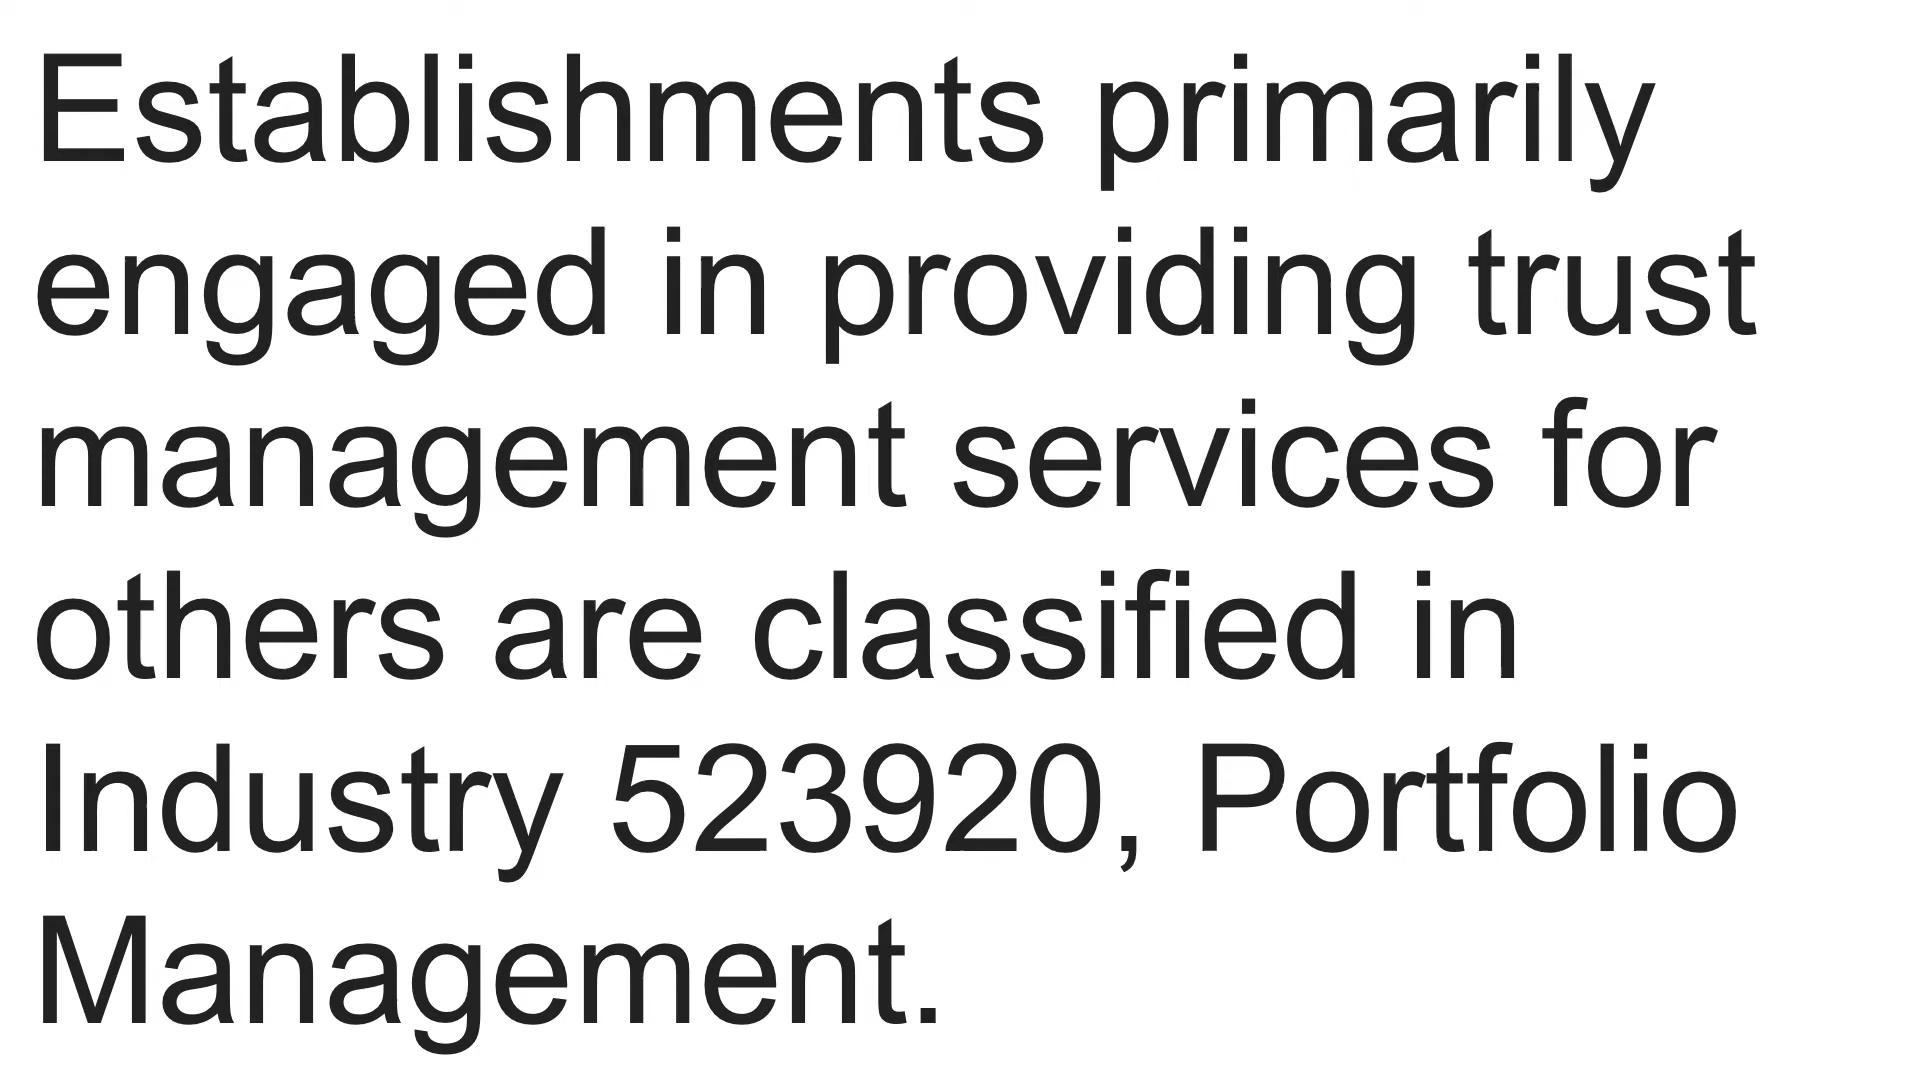 Establishments primarily
engaged in providing trust
management services for
others are classified in
Industry 523920, Portfolio
Management.